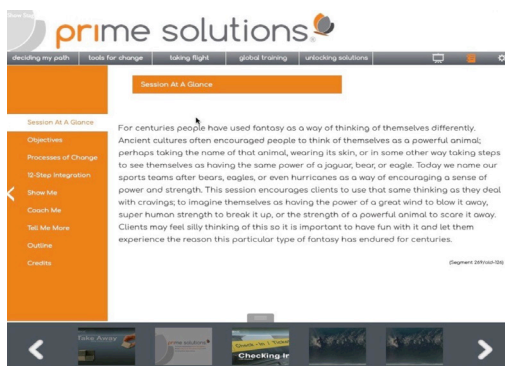 prime solutions
deciding my path
tools for change
taking flight
global training
unlocking solutions
Session At A Glance
Session At A Glance
Objectives
Processes of Change
12-Step Integration
Show Me
Coach Me
Tell Me More
Outline
Credits
For centuries people have used fantasy as a way of thinking of themselves differently.
Ancient cultures often encouraged people to think of themselves as a powerful animal;
perhaps taking the name of that animal, wearing its skin, or in some other way taking steps
to see themselves as having the same power of a jaguar, bear, or eagle. Today we name our
sports teams after bears, eagles, or even hurricanes as a way of encouraging a sense of
power and strength. This session encourages clients to use that same thinking as they deal
with cravings; to imagine themselves as having the power of a great wind to blow it away,
super human strength to break it up, or the strength of a powerful animal to scare it away.
Clients may feel silly thinking of this so it is important to have fun with it and let them
experience the reason this particular type of fantasy has endured for centuries.
Take Away
prime solutions
Check-In
Checking In